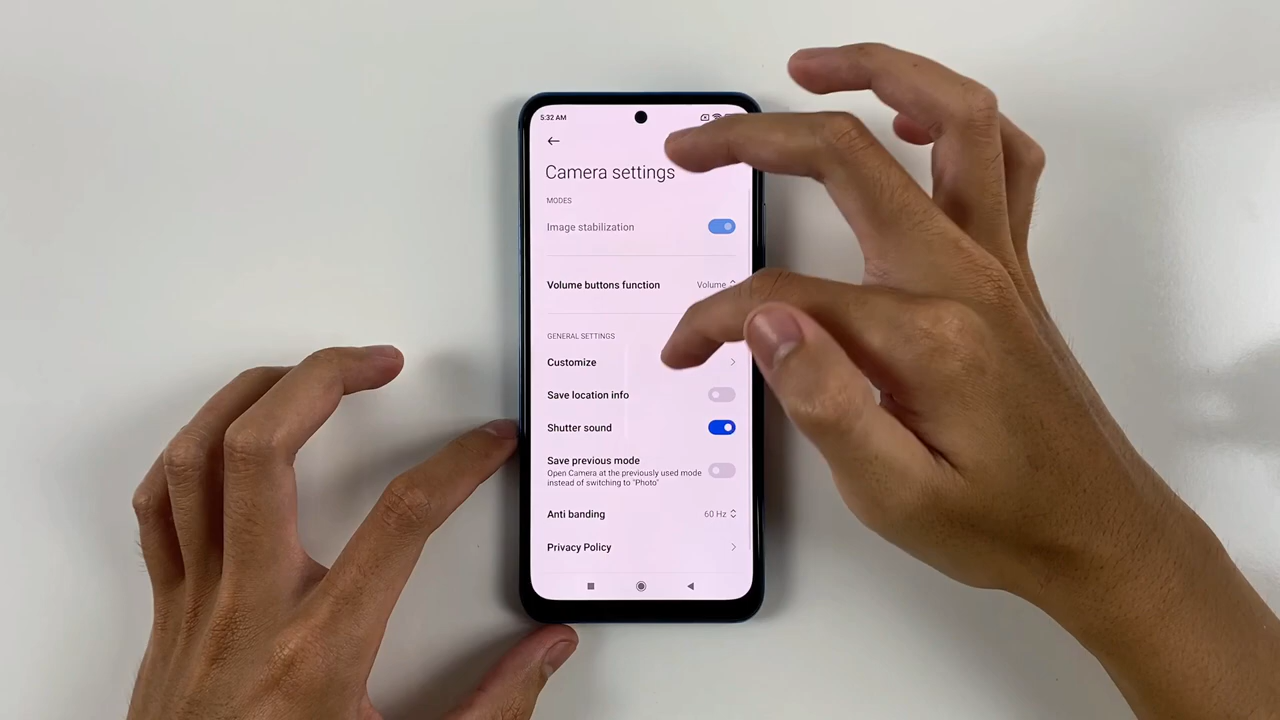 5:32 AM
Camera settings
MODES
Image stabilization
Volume buttons function
Volume
GENERAL SETTINGS
Customize
Save location info
Shutter sound
Save previous mode
Open Camera at the previously used mode
instead of switching to "Photo"
Anti banding
60 Hz
Privacy Policy